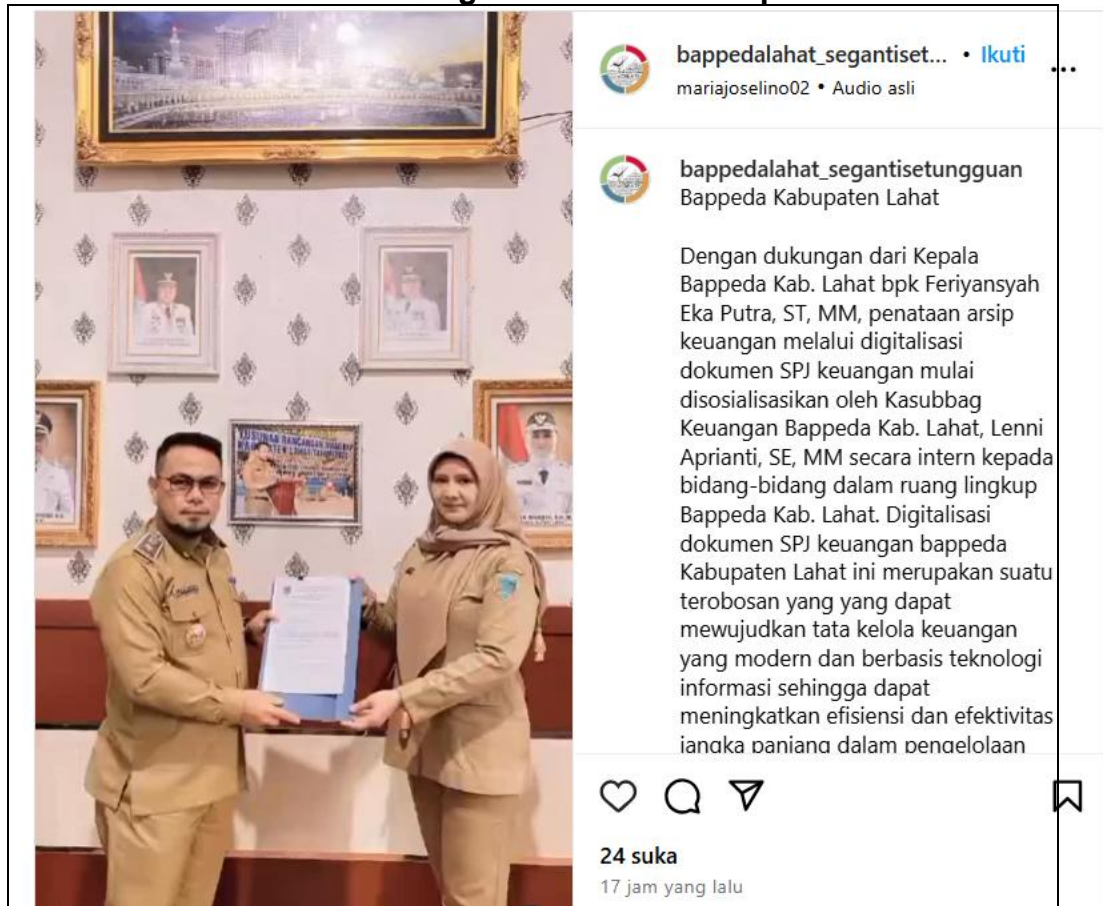 bappedalahat_segantiset... • Ikuti
mariajoselino02 • Audio asli
bappedalahat_segantisetungguan
Bappeda Kabupaten Lahat
Dengan dukungan dari Kepala
Bappeda Kab. Lahat bpk Feriyansyah
Eka Putra, ST, MM, penataan arsip
keuangan melalui digitalisasi
dokumen SPJ keuangan mulai
disosialisasikan oleh Kasubbag
Keuangan Bappeda Kab. Lahat, Lenni
Aprianti, SE, MM secara intern kepada
bidang-bidang dalam ruang lingkup
Bappeda Kab. Lahat. Digitalisasi
dokumen SPJ keuangan bappeda
Kabupaten Lahat ini merupakan suatu
terobosan yang yang dapat
mewujudkan tata kelola keuangan
yang modern dan berbasis teknologi
informasi sehingga dapat
meningkatkan efisiensi dan efektivitas
jangka panjang dalam pengelolaan
24 suka
17 jam yang lalu